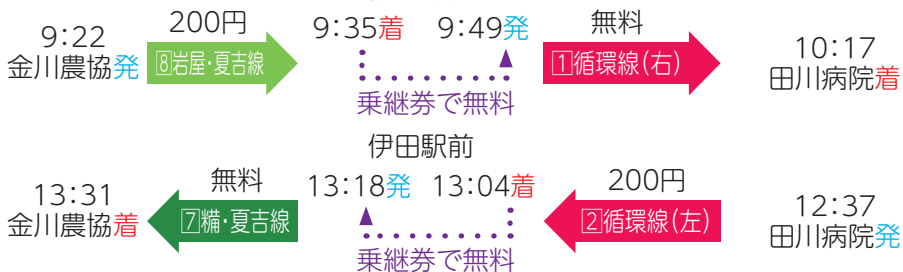 200円
9:35着 9:49発
無料
9:22
金川農協発
⑧岩屋・夏吉線
①循環線(右)
10:17
田川病院着
乗継券で無料
伊田駅前
無料
13:18発 13:04着
200円
13:31
金川農協着
⑦糒・夏吉線
②循環線(左)
12:37
田川病院発
乗継券で無料